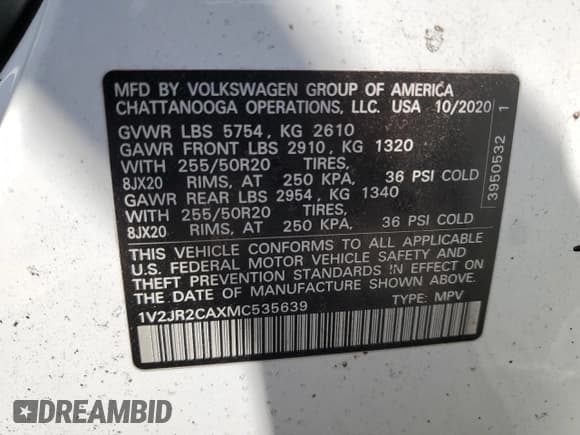 MFD BY VOLKSWAGEN GROUP OF AMERICA
CHATTANOOGA OPERATIONS, LLC. USA 10/2020
GVWR LBS 5754, KG 2610
GAWR FRONT LBS 2910, KG 1320
WITH 255/50R20 TIRES,
8JX20 RIMS, AT 250 KPA, 36 PSI COLD
GAWR REAR LBS 2954, KG 1340
WITH 255/50R20 TIRES,
8JX20 RIMS, AT 250 KPA, 36 PSI COLD
THIS VEHICLE CONFORMS TO ALL APPLICABLE
U.S. FEDERAL MOTOR VEHICLE SAFETY AND
THEFT PREVENTION STANDARDS IN EFFECT ON
THE DATE OF MANUFACTURE SHOWN ABOVE.
1V2JR2CAXMC535639 TYPE: MPV
3950532 1
DREAMBID